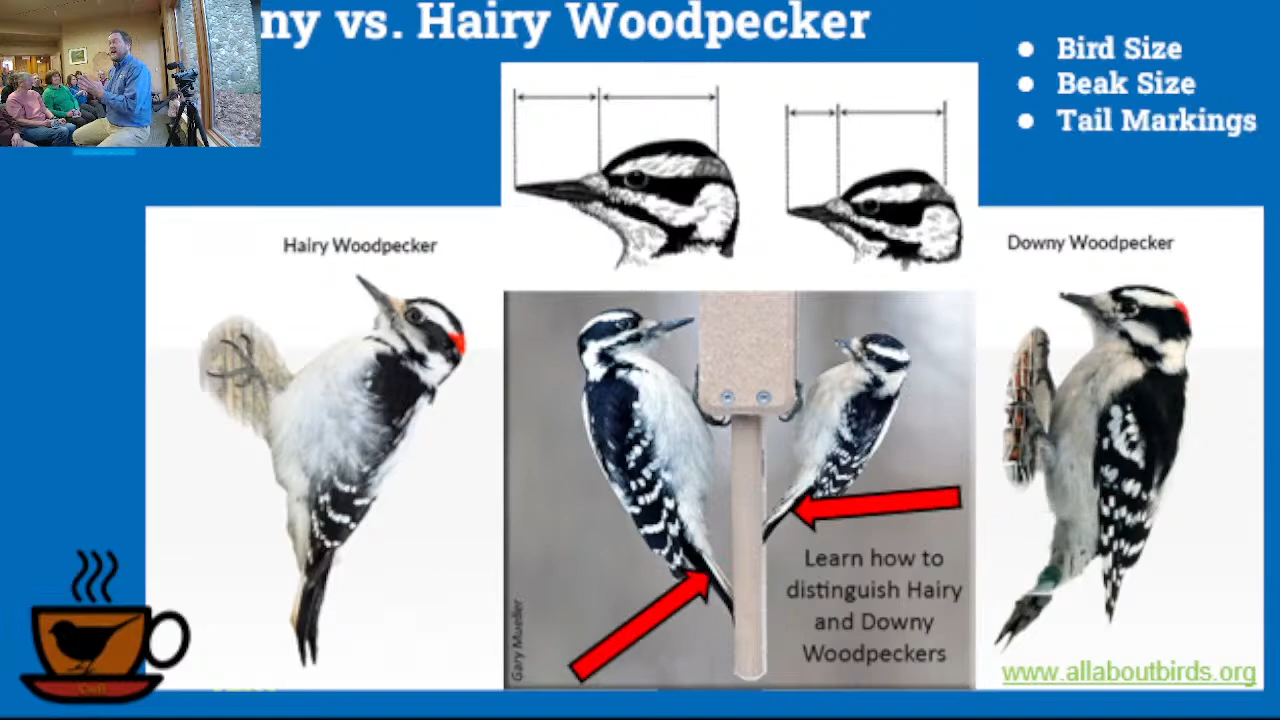 ny vs. Hairy Woodpecker
Bird Size
Beak Size
Tail Markings
Hairy Woodpecker
Downy Woodpecker
Learn how to
distinguish Hairy
and Downy
Woodpeckers
Gary Mueller
www.allaboutbirds.org